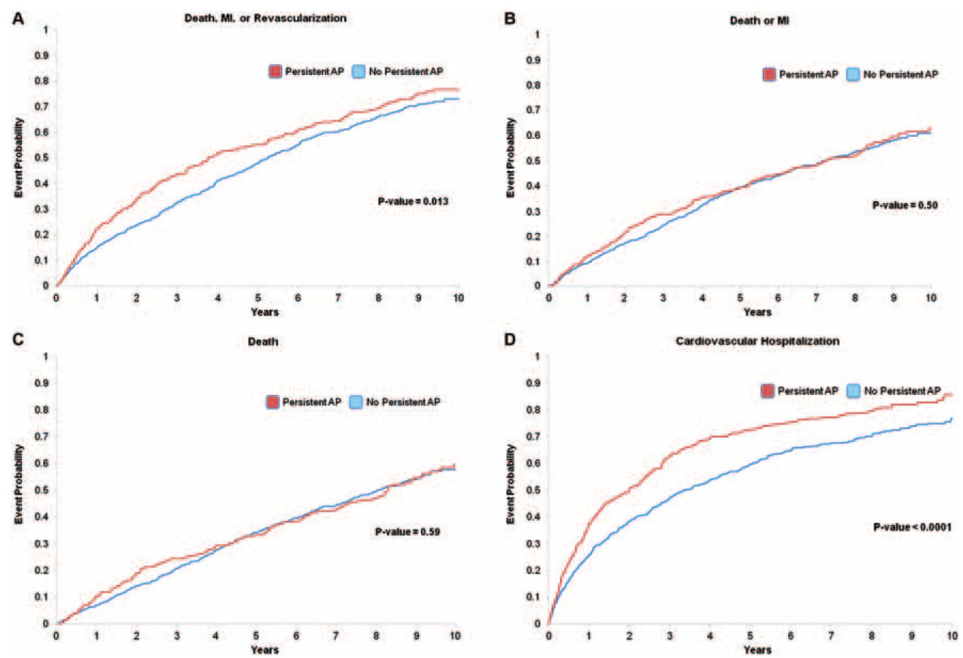 A
Death, MI, or Revascularization
Persistent AP No Persistent AP
Event Probability
1
0.9
0.8
0.7
0.6
0.5
0.4
0.3
0.2
0.1
0
P-value = 0.013
0 1 2 3 4 5 6 7 8 9 10
Years
B
Death or MI
Persistent AP No Persistent AP
Event Probability
1
0.9
0.8
0.7
0.6
0.5
0.4
0.3
0.2
0.1
0
P-value = 0.50
0 1 2 3 4 5 6 7 8 9 10
Years
C
Death
Persistent AP No Persistent AP
Event Probability
1
0.9
0.8
0.7
0.6
0.5
0.4
0.3
0.2
0.1
0
P-value = 0.59
0 1 2 3 4 5 6 7 8 9 10
Years
D
Cardiovascular Hospitalization
Persistent AP No Persistent AP
Event Probability
1
0.9
0.8
0.7
0.6
0.5
0.4
0.3
0.2
0.1
0
P-value < 0.0001
0 1 2 3 4 5 6 7 8 9 10
Years